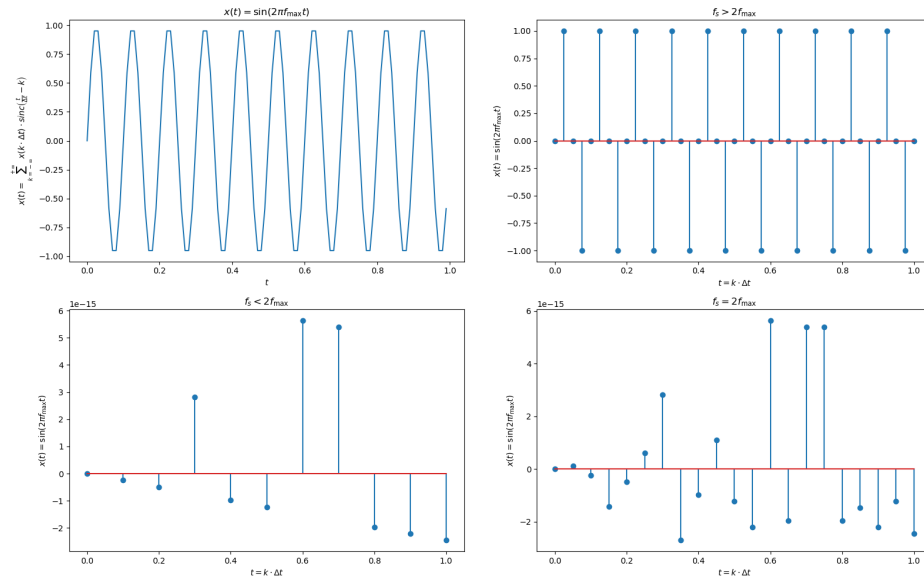 x(t) = sin(2πf_max t)
x(t) = ∑_{k=−∞}^{+∞} x(k · Δt) · sinc(t/Δt − k)
1.00
0.75
0.50
0.25
0.00
−0.25
−0.50
−0.75
−1.00
0.0 0.2 0.4 0.6 0.8 1.0
t
f_s > 2f_max
x(t) = sin(2πf_max t)
1.00
0.75
0.50
0.25
0.00
−0.25
−0.50
−0.75
−1.00
0.0 0.2 0.4 0.6 0.8 1.0
t = k · Δt
f_s < 2f_max
1e−15
x(t) = sin(2πf_max t)
6
5
4
3
2
1
0
−1
−2
0.0 0.2 0.4 0.6 0.8 1.0
t = k · Δt
f_s = 2f_max
1e−15
x(t) = sin(2πf_max t)
6
4
2
0
−2
0.0 0.2 0.4 0.6 0.8 1.0
t = k · Δt